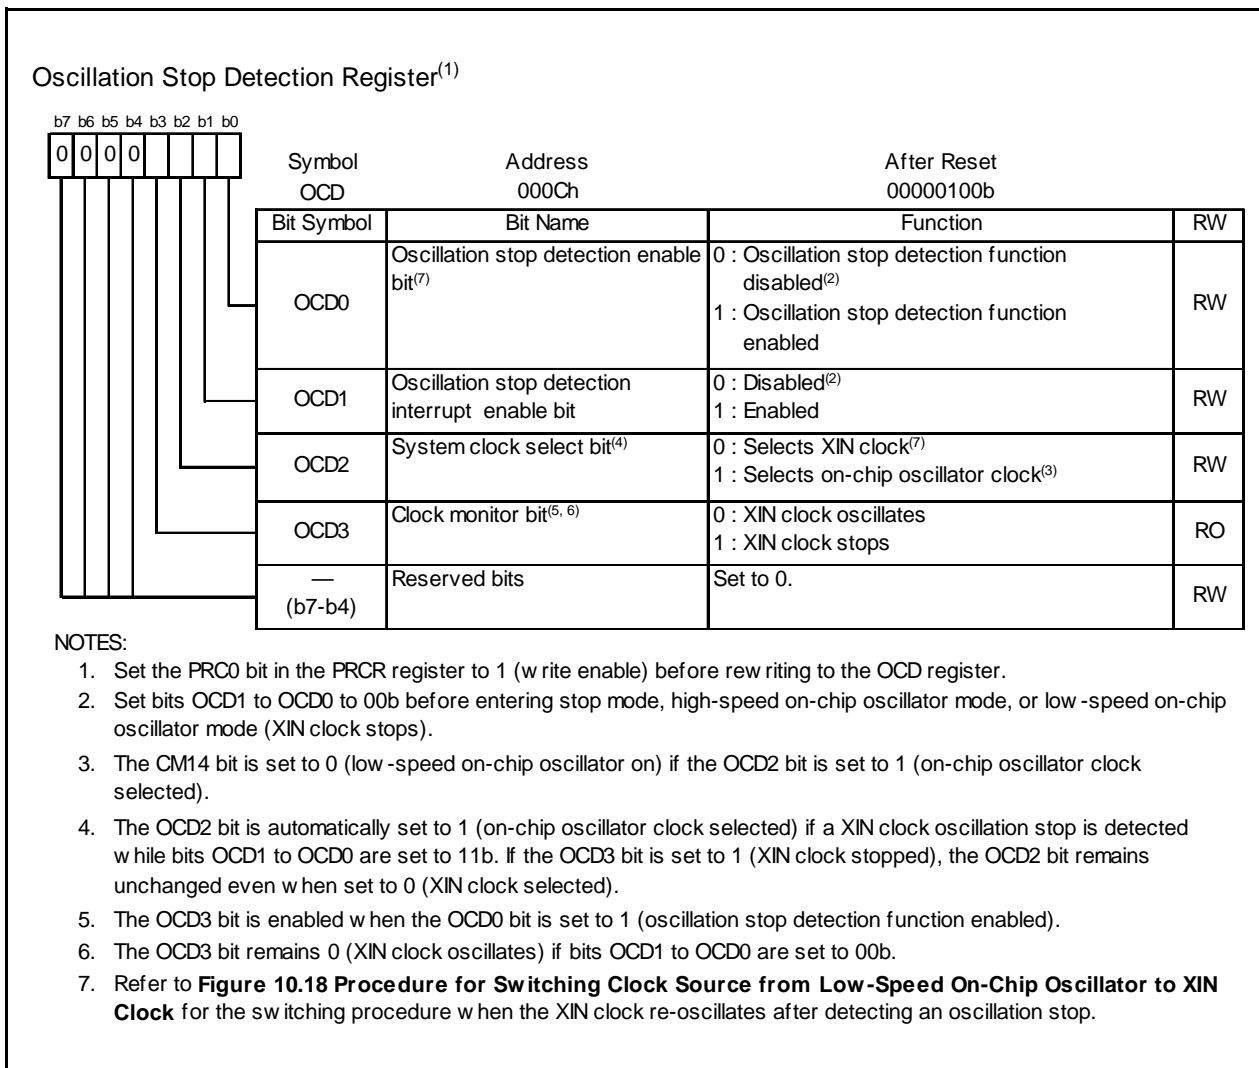 Oscillation Stop Detection Register(1)
b7 b6 b5 b4 b3 b2 b1 b0
0 0 0 0
Symbol Address After Reset
OCD 000Ch 00000100b
Bit Symbol Bit Name Function RW
OCD0 Oscillation stop detection enable bit(7) 0 : Oscillation stop detection function disabled(2)
1 : Oscillation stop detection function enabled RW
OCD1 Oscillation stop detection interrupt enable bit 0 : Disabled(2)
1 : Enabled RW
OCD2 System clock select bit(4) 0 : Selects XIN clock(7)
1 : Selects on-chip oscillator clock(3) RW
OCD3 Clock monitor bit(5, 6) 0 : XIN clock oscillates
1 : XIN clock stops RO
— (b7-b4) Reserved bits Set to 0. RW
NOTES:
1. Set the PRC0 bit in the PRCR register to 1 (write enable) before rewriting to the OCD register.
2. Set bits OCD1 to OCD0 to 00b before entering stop mode, high-speed on-chip oscillator mode, or low-speed on-chip
oscillator mode (XIN clock stops).
3. The CM14 bit is set to 0 (low-speed on-chip oscillator on) if the OCD2 bit is set to 1 (on-chip oscillator clock
selected).
4. The OCD2 bit is automatically set to 1 (on-chip oscillator clock selected) if a XIN clock oscillation stop is detected
while bits OCD1 to OCD0 are set to 11b. If the OCD3 bit is set to 1 (XIN clock stopped), the OCD2 bit remains
unchanged even when set to 0 (XIN clock selected).
5. The OCD3 bit is enabled when the OCD0 bit is set to 1 (oscillation stop detection function enabled).
6. The OCD3 bit remains 0 (XIN clock oscillates) if bits OCD1 to OCD0 are set to 00b.
7. Refer to Figure 10.18 Procedure for Switching Clock Source from Low-Speed On-Chip Oscillator to XIN
Clock for the switching procedure when the XIN clock re-oscillates after detecting an oscillation stop.